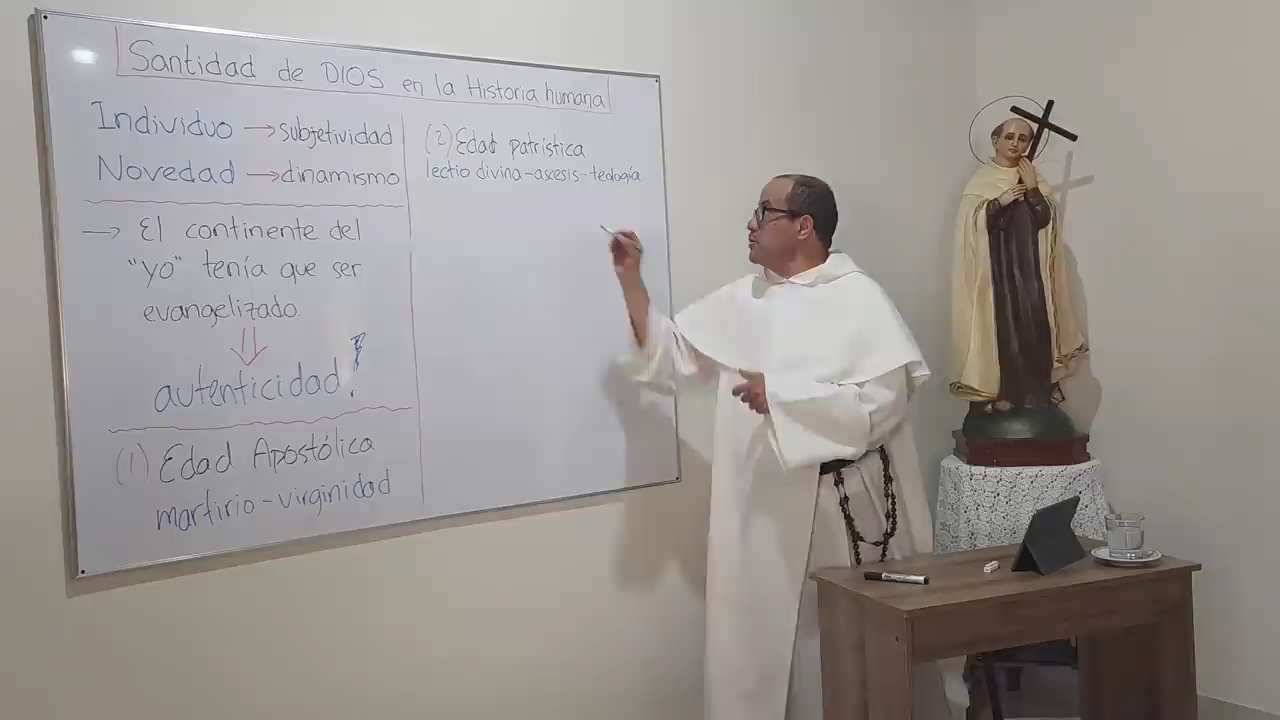 Santidad de DIOS en la Historia humana
Individuo → subjetividad
Novedad → dinamismo
→ El continente del
"yo" tenía que ser
evangelizado
autenticidad!
(1) Edad Apostólica
martirio - virginidad
(2) Edad patrística
lectio divina - ascesis - teología